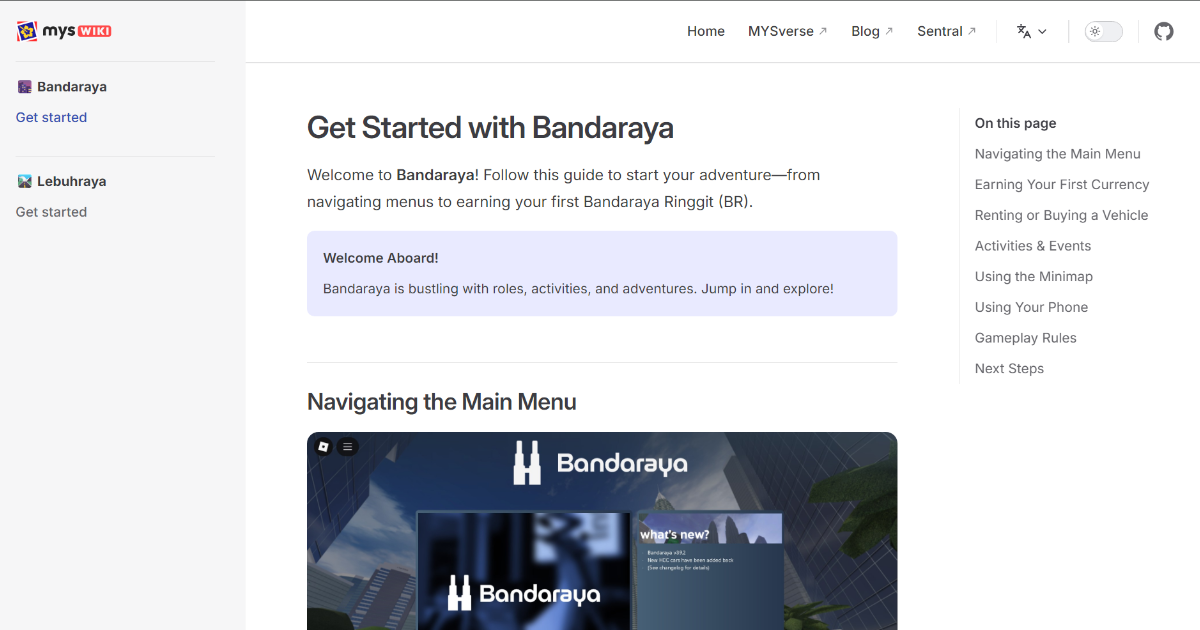 mys WIKI
Home
MYSverse
Blog
Sentral
Bandaraya
Get started
Lebuhraya
Get started
Get Started with Bandaraya
Welcome to Bandaraya! Follow this guide to start your adventure—from
navigating menus to earning your first Bandaraya Ringgit (BR).
Welcome Aboard!
Bandaraya is bustling with roles, activities, and adventures. Jump in and explore!
Navigating the Main Menu
Bandaraya
Bandaraya
what's new?
New HCC cars have been added back
(See changelog for details)
On this page
Navigating the Main Menu
Earning Your First Currency
Renting or Buying a Vehicle
Activities & Events
Using the Minimap
Using Your Phone
Gameplay Rules
Next Steps